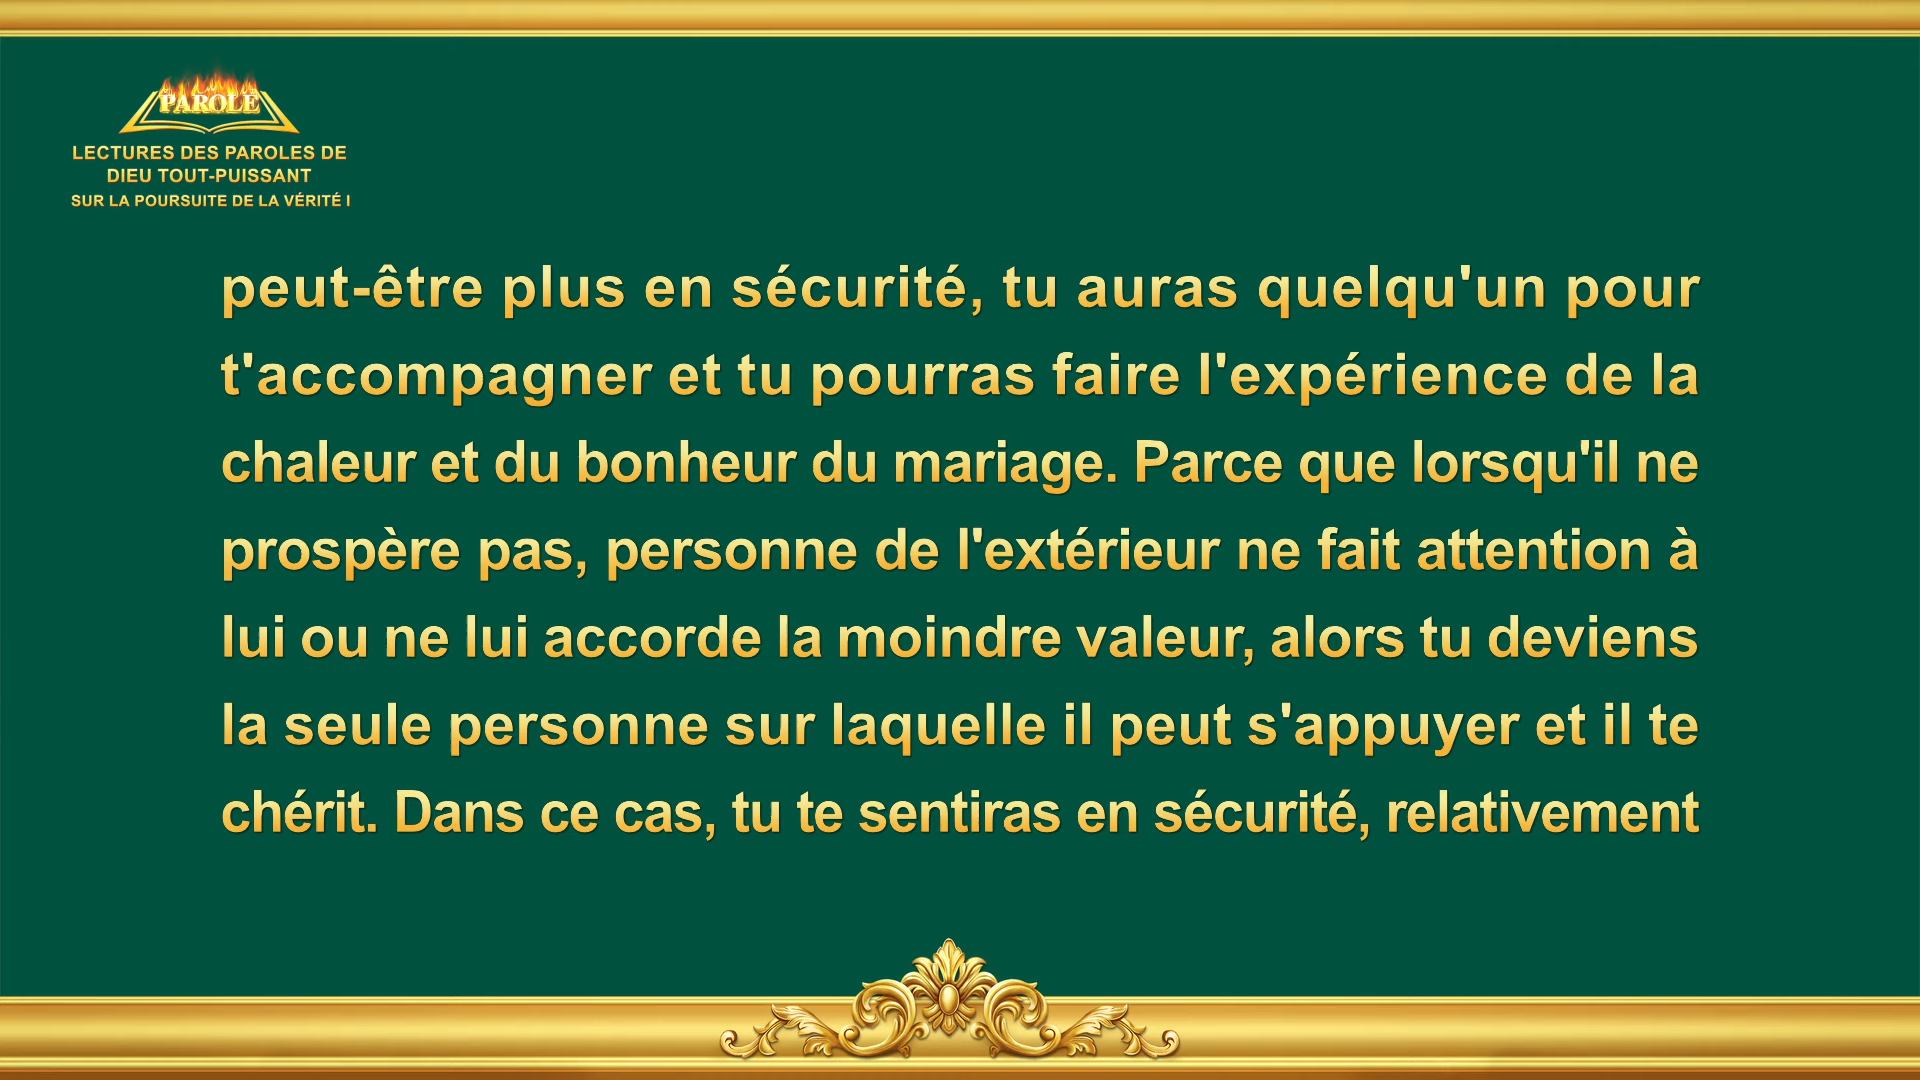 PAROLE
LECTURES DES PAROLES DE
DIEU TOUT-PUISSANT
SUR LA POURSUITE DE LA VÉRITÉ I
peut-être plus en sécurité, tu auras quelqu'un pour
t'accompagner et tu pourras faire l'expérience de la
chaleur et du bonheur du mariage. Parce que lorsqu'il ne
prospère pas, personne de l'extérieur ne fait attention à
lui ou ne lui accorde la moindre valeur, alors tu deviens
la seule personne sur laquelle il peut s'appuyer et il te
chérit. Dans ce cas, tu te sentiras en sécurité, relativement